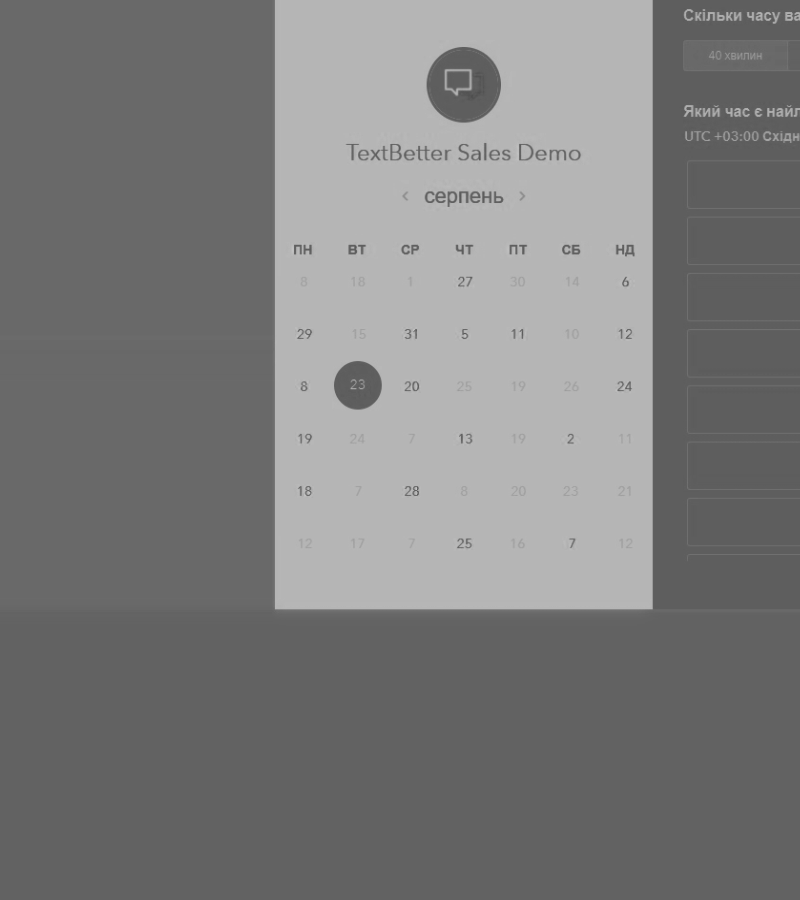 Скільки часу ва
40 хвилин
TextBetter Sales Demo
Який час є найл
UTC +03:00 Східн
‹ серпень ›
ПН ВТ СР ЧТ ПТ СБ НД
8 18 1 27 30 14 6
29 15 31 5 11 10 12
8 23 20 25 19 26 24
19 24 7 13 19 2 11
18 7 28 8 20 23 21
12 17 7 25 16 7 12